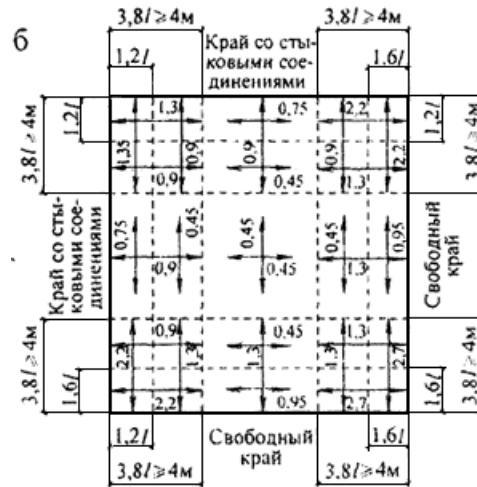 б
3,8l⩾4м
3,8l⩾4м
1,2l
Край со сты-
ковыми сое-
динениями
1.6l
3,8l⩾4м
1,2l
1.3
0,75
2.2
1,2l
3,8l⩾4м
1,35
0,9
0,9
0,9
2,2
0,9
0,45
1.3
Край со сты-
ковыми сое-
динениями
0,75
0,45
0,45
0,45
0,95
0,9
0,45
1.3
Свободный
край
3,8l⩾4м
1,6l
0,9
0,45
1.3
2,2
1,3
1,3
1,3
2,7
1,6l
3,8l⩾4м
2.2
0,95
2,7
1,2l
Свободный
край
1,6l
3,8l⩾4м
3,8l⩾4м